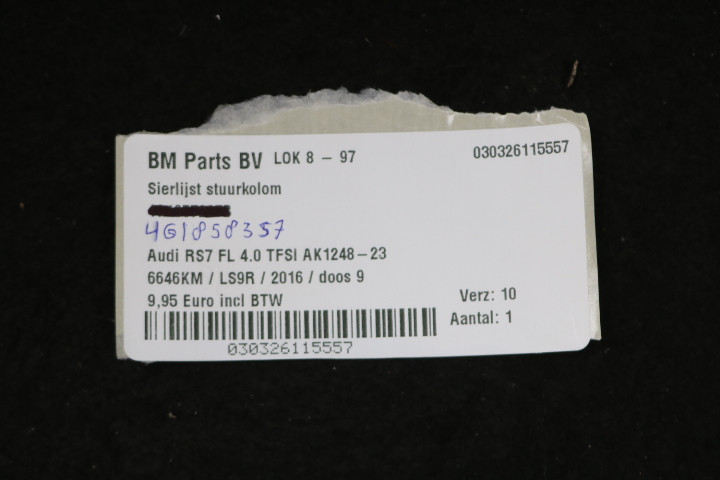 BM Parts BV LOK 8 - 97 030326115557
Sierlijst stuurkolom
4G1858357
Audi RS7 FL 4.0 TFSI AK1248-23
6646KM / LS9R / 2016 / doos 9
9,95 Euro incl BTW Verz: 10
Aantal: 1
030326115557